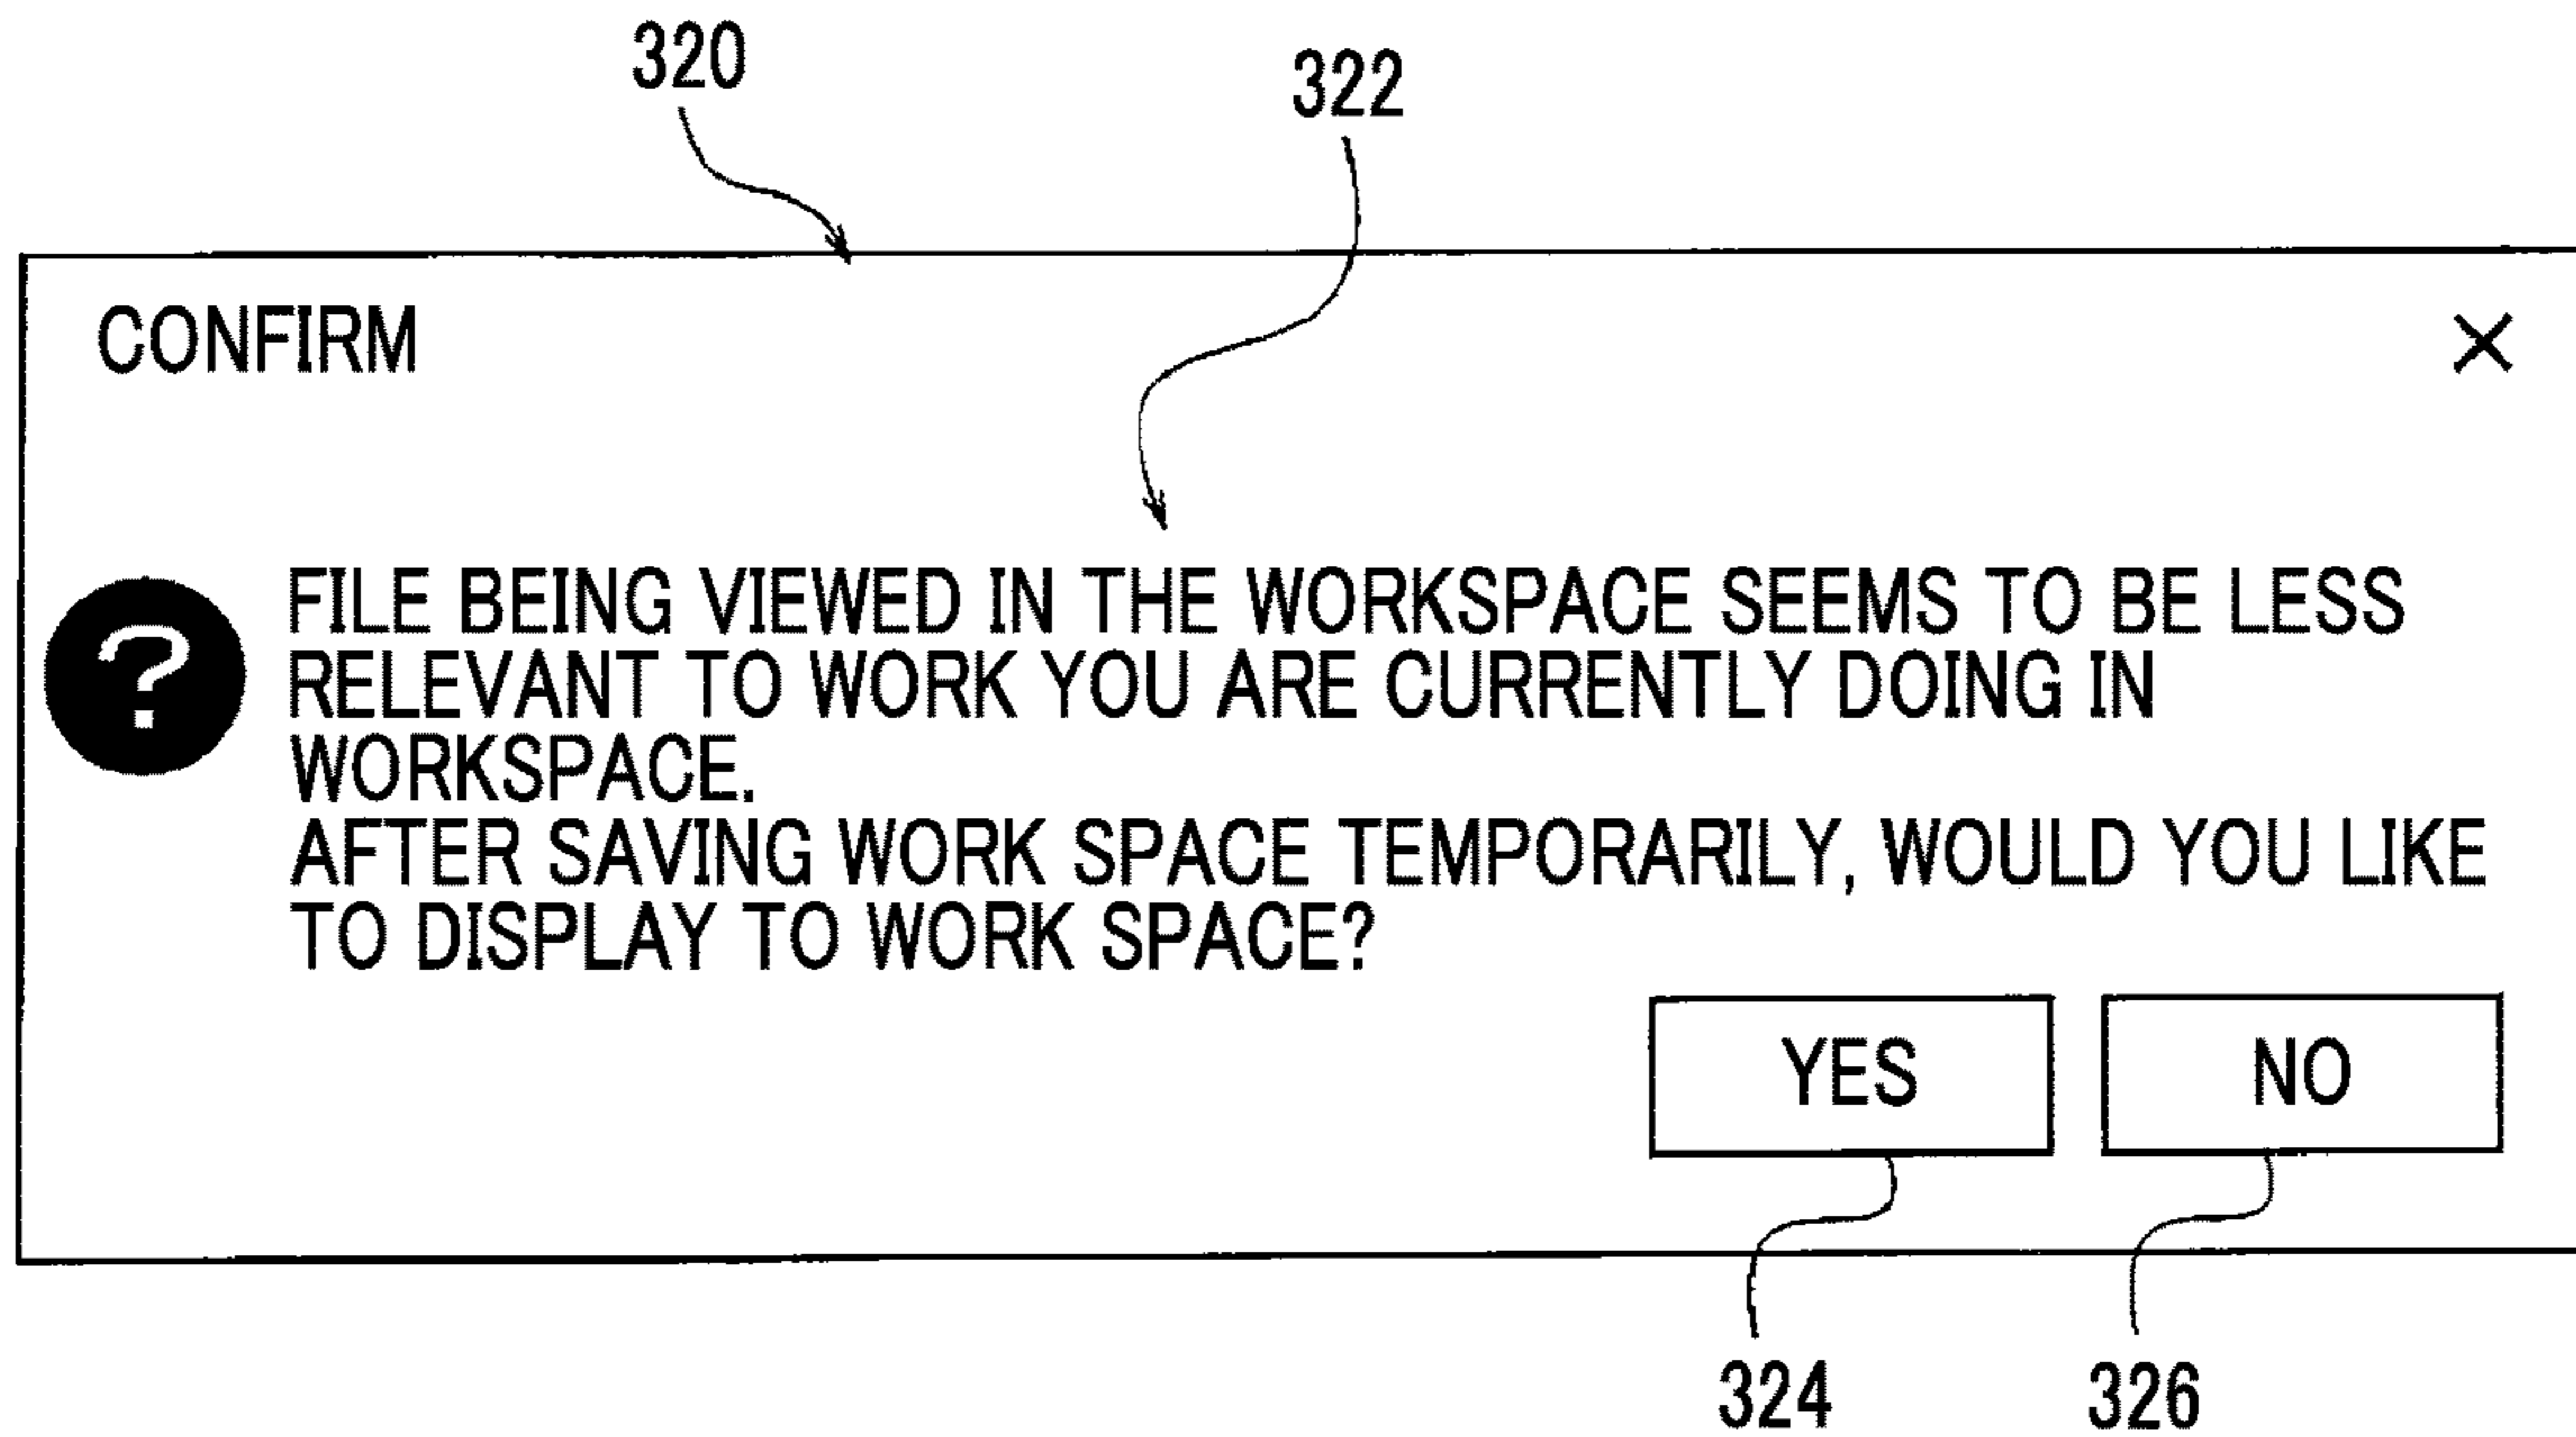 320
322
CONFIRM
×
?
FILE BEING VIEWED IN THE WORKSPACE SEEMS TO BE LESS
RELEVANT TO WORK YOU ARE CURRENTLY DOING IN
WORKSPACE.
AFTER SAVING WORK SPACE TEMPORARILY, WOULD YOU LIKE
TO DISPLAY TO WORK SPACE?
YES
NO
324
326